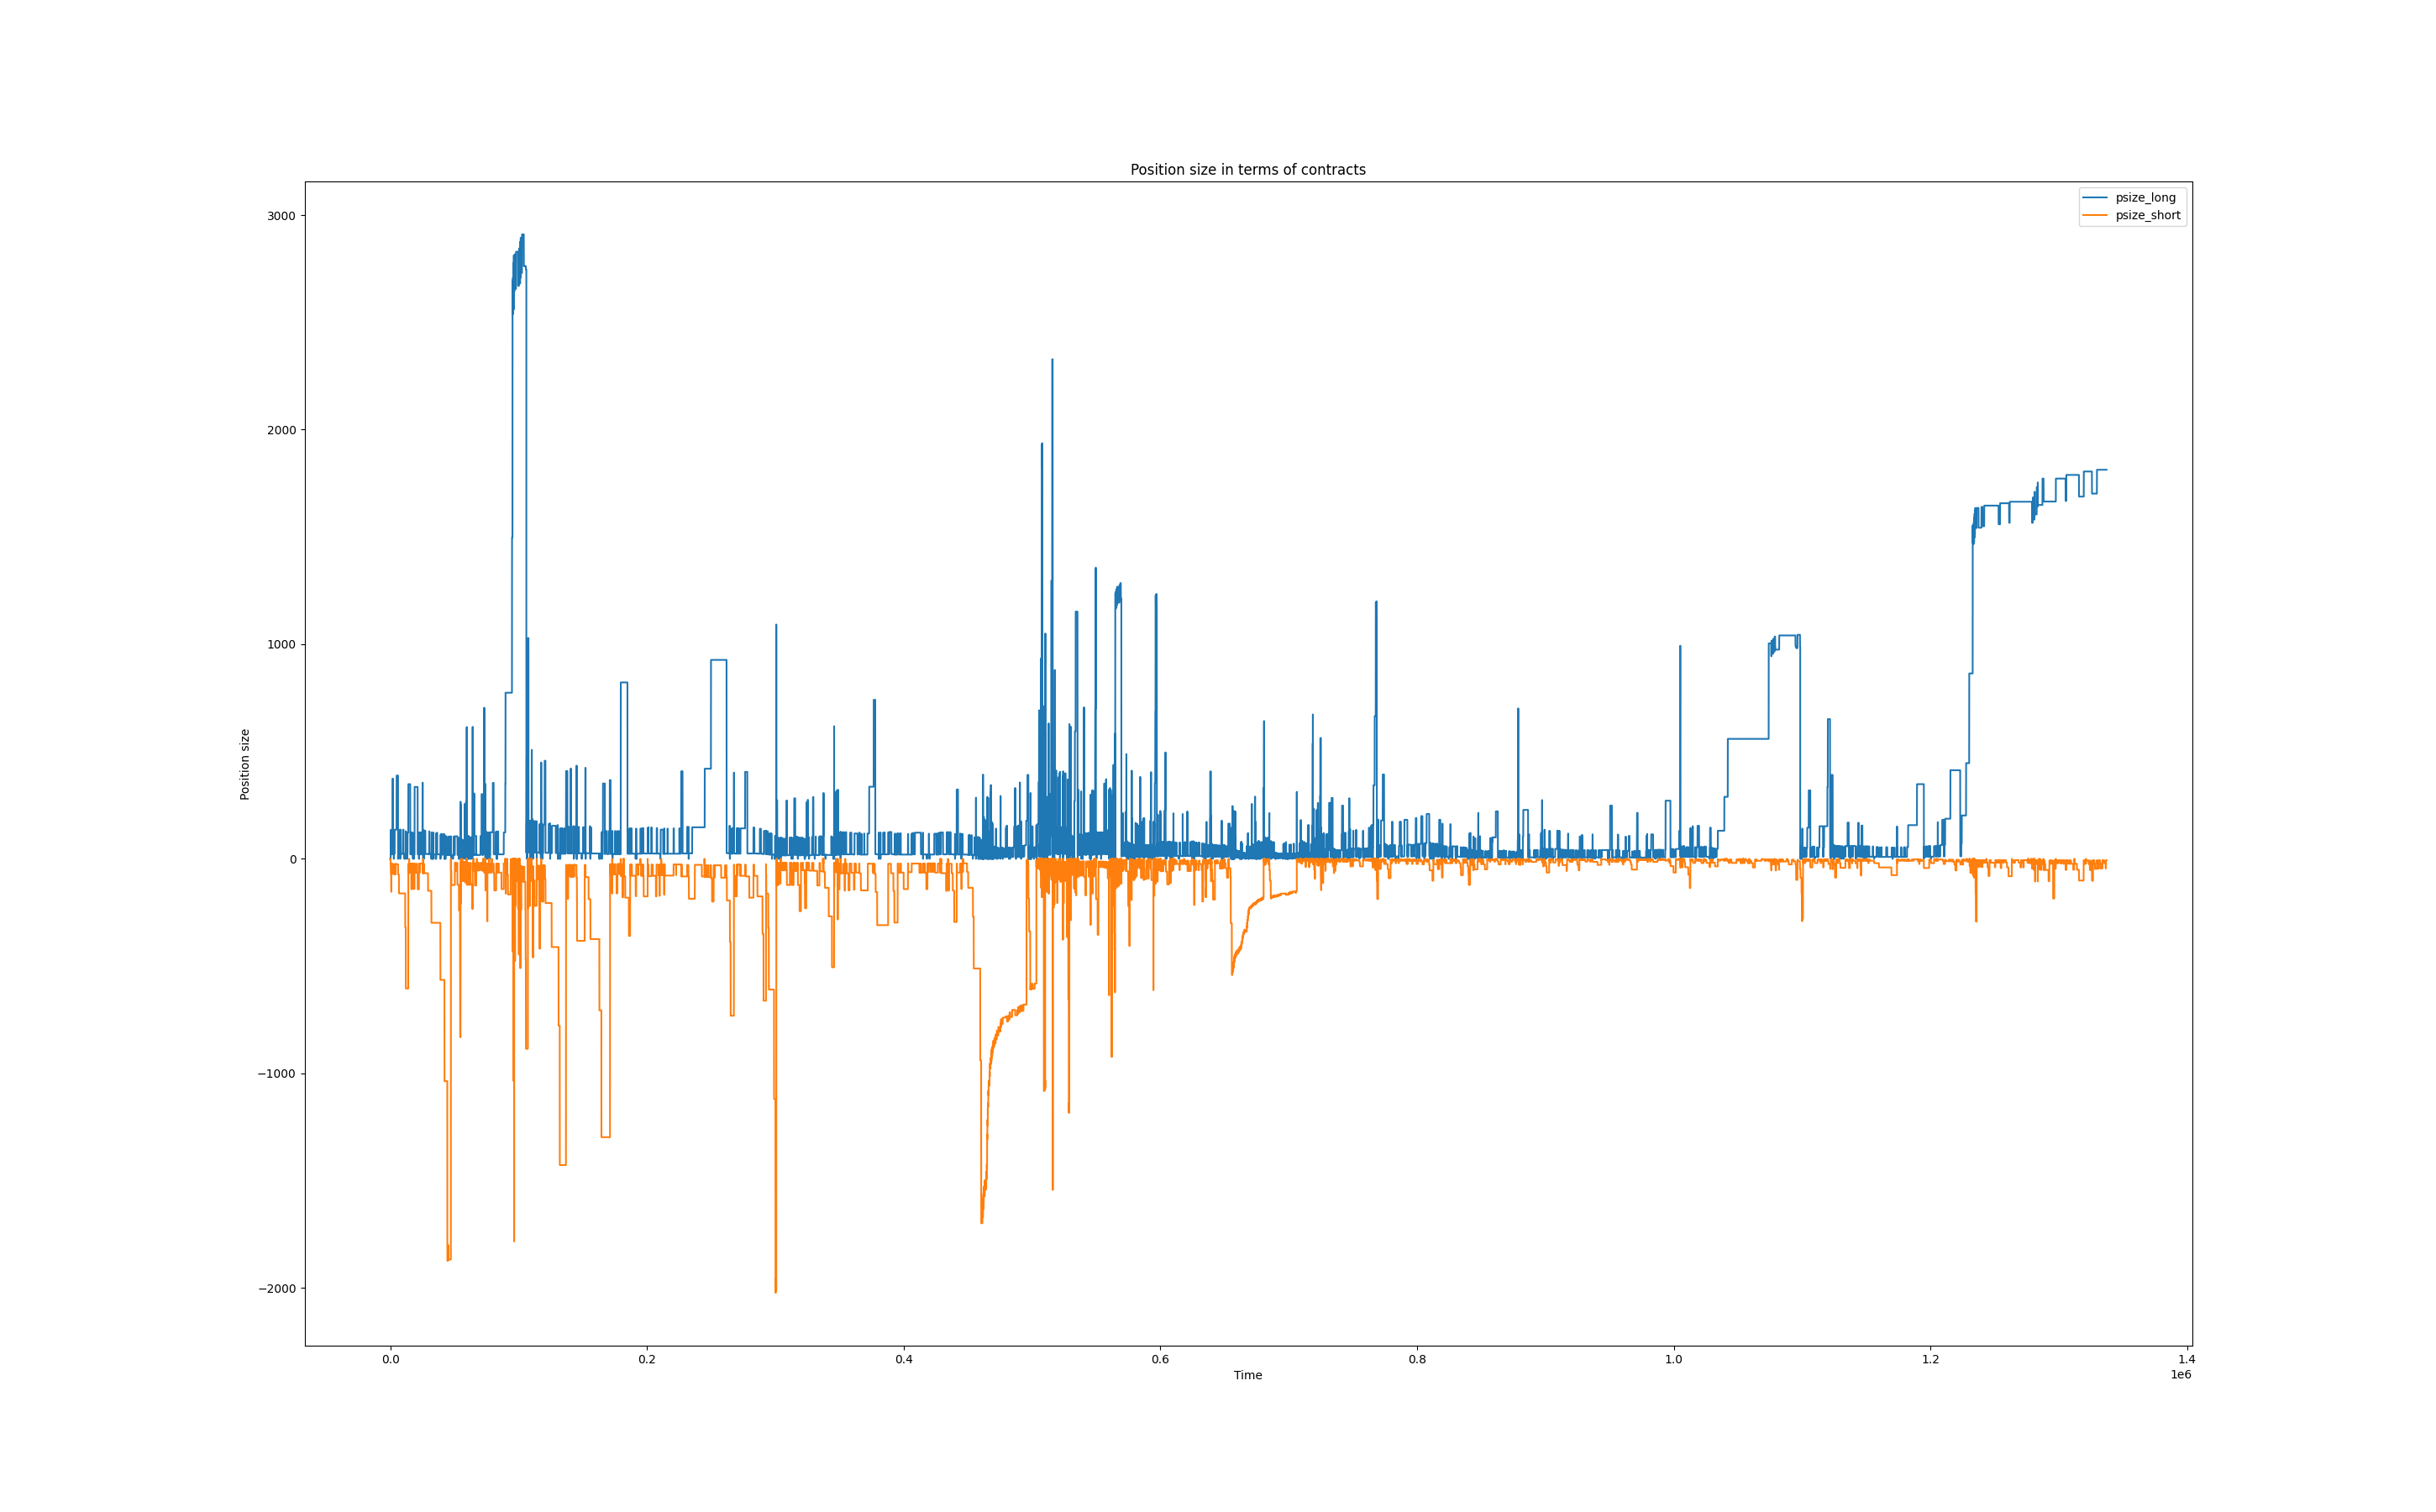 Position size in terms of contracts
psize_long
psize_short
3000
2000
1000
0
−1000
−2000
Position size
0.0 0.2 0.4 0.6 0.8 1.0 1.2 1.4
Time
1e6